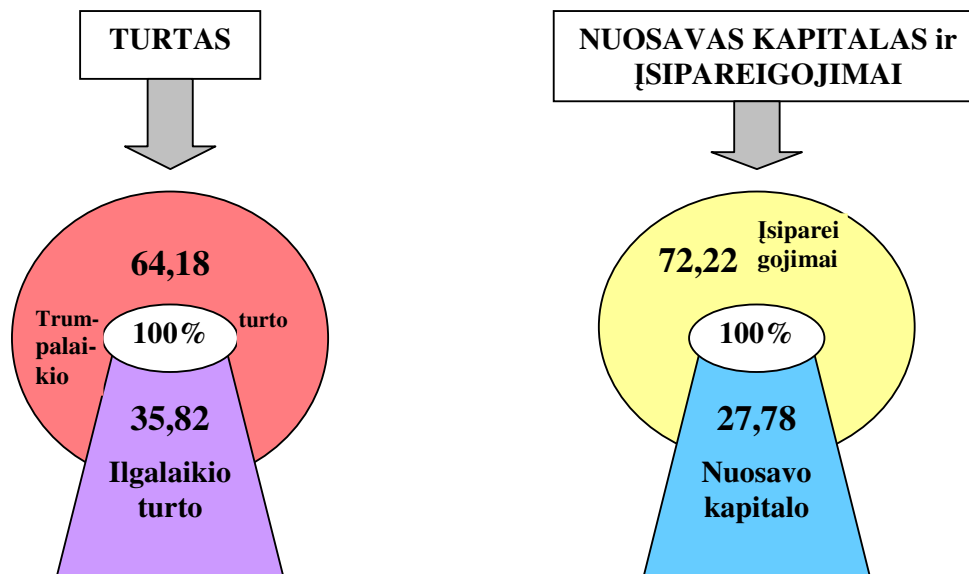 TURTAS
64,18
Trum-
palai-
kio
turto
100%
35,82
Ilgalaikio
turto
NUOSAVAS KAPITALAS ir
ĮSIPAREIGOJIMAI
72,22
Įsiparei
gojimai
100%
27,78
Nuosavo
kapitalo